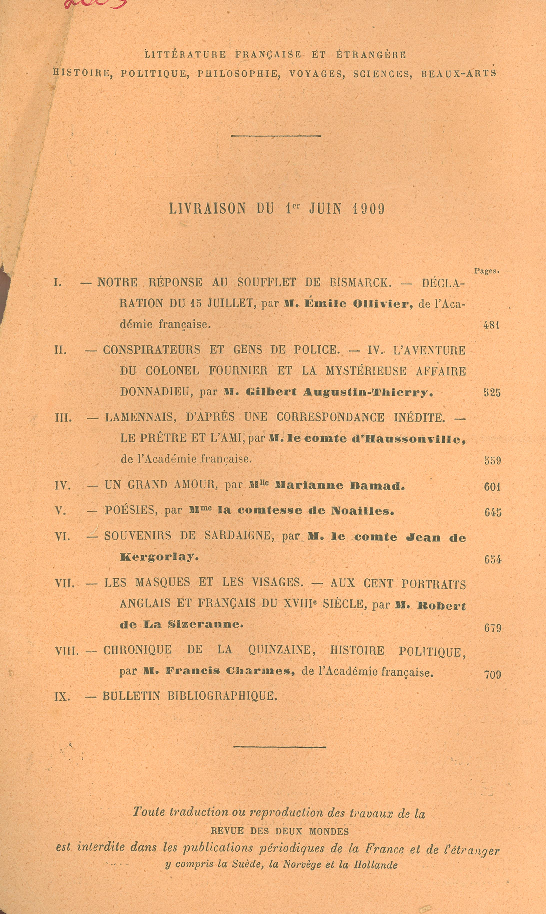 LITTÉRATURE FRANÇAISE ET ÉTRANGÈRE
HISTOIRE, POLITIQUE, PHILOSOPHIE, VOYAGES, SCIENCES, BEAUX-ARTS
LIVRAISON DU 1er JUIN 1909
Pages.
I. — NOTRE RÉPONSE AU SOUFFLET DE BISMARCK. — DÉCLA-
RATION DU 15 JUILLET, par M. Émile Ollivier, de l'Aca-
démie française. 481
II. — CONSPIRATEURS ET GENS DE POLICE. — IV. L'AVENTURE
DU COLONEL FOURNIER ET LA MYSTÉRIEUSE AFFAIRE
DONNADIEU, par M. Gilbert Augustin-Thierry. 525
III. — LAMENNAIS, D'APRÈS UNE CORRESPONDANCE INÉDITE. —
LE PRÊTRE ET L'AMI, par M. le comte d'Haussonville,
de l'Académie française. 559
IV. — UN GRAND AMOUR, par Mlle Marianne Damad. 601
V. — POÉSIES, par Mme la comtesse de Noailles. 645
VI. — SOUVENIRS DE SARDAIGNE, par M. le comte Jean de
Kergorlay. 654
VII. — LES MASQUES ET LES VISAGES. — AUX CENT PORTRAITS
ANGLAIS ET FRANÇAIS DU XVIIIe SIÈCLE, par M. Robert
de La Sizeranne. 679
VIII. — CHRONIQUE DE LA QUINZAINE, HISTOIRE POLITIQUE,
par M. Francis Charmes, de l'Académie française. 709
IX. — BULLETIN BIBLIOGRAPHIQUE.
Toute traduction ou reproduction des travaux de la
REVUE DES DEUX MONDES
est interdite dans les publications périodiques de la France et de l'étranger
y compris la Suède, la Norvège et la Hollande